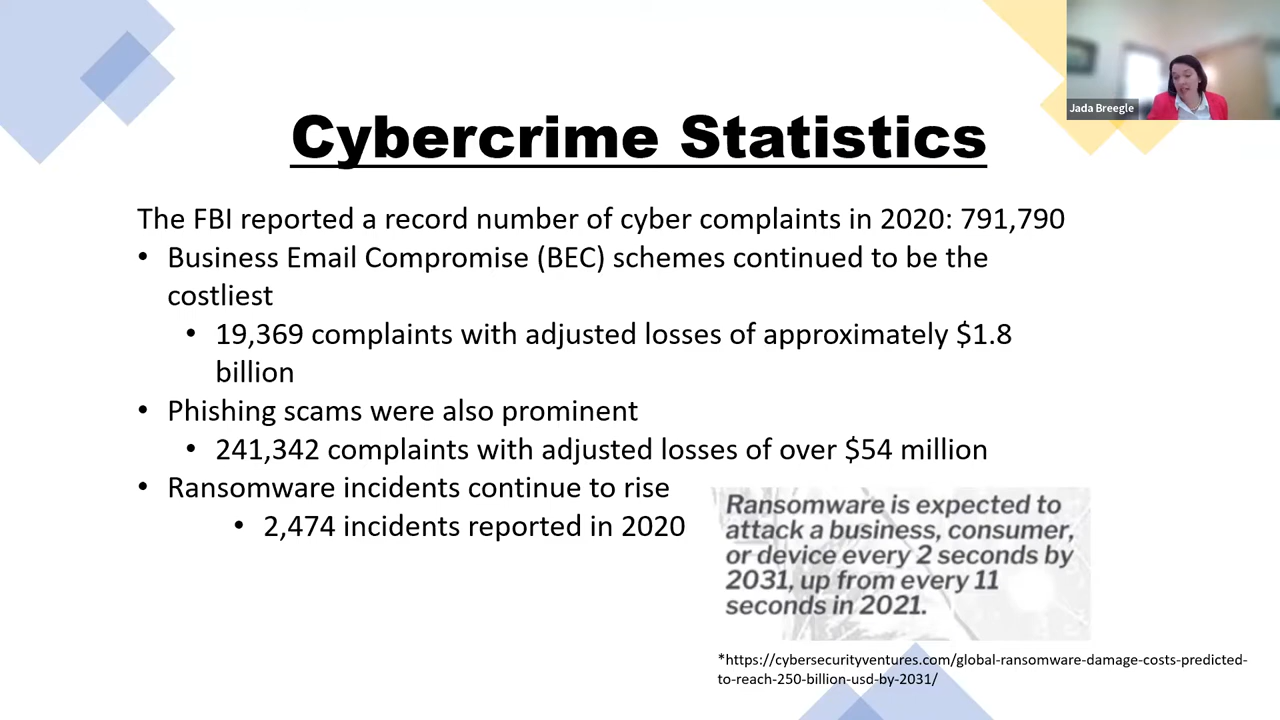 Jada Breegle
Cybercrime Statistics
The FBI reported a record number of cyber complaints in 2020: 791,790
• Business Email Compromise (BEC) schemes continued to be the
costliest
• 19,369 complaints with adjusted losses of approximately $1.8
billion
• Phishing scams were also prominent
• 241,342 complaints with adjusted losses of over $54 million
• Ransomware incidents continue to rise
• 2,474 incidents reported in 2020
Ransomware is expected to
attack a business, consumer,
or device every 2 seconds by
2031, up from every 11
seconds in 2021.
*https://cybersecurityventures.com/global-ransomware-damage-costs-predicted-
to-reach-250-billion-usd-by-2031/